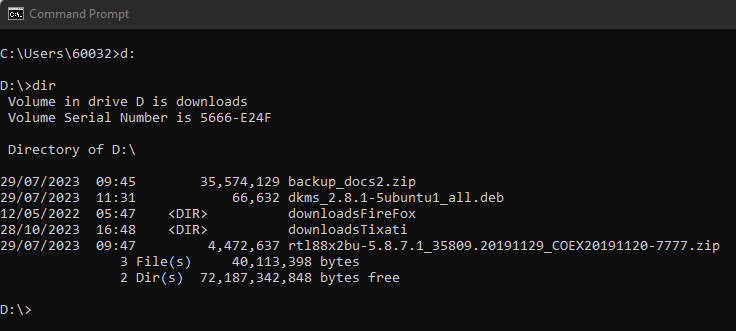 Command Prompt
C:\Users\60032>d:
D:\>dir
 Volume in drive D is downloads
 Volume Serial Number is 5666-E24F
 Directory of D:\
29/07/2023  09:45        35,574,129 backup_docs2.zip
29/07/2023  11:31            66,632 dkms_2.8.1-5ubuntu1_all.deb
12/05/2022  05:47    <DIR>          downloadsFireFox
28/10/2023  16:48    <DIR>          downloadsTixati
29/07/2023  09:47         4,472,637 rtl88x2bu-5.8.7.1_35809.20191129_COEX20191120-7777.zip
               3 File(s)     40,113,398 bytes
               2 Dir(s)  72,187,342,848 bytes free
D:\>